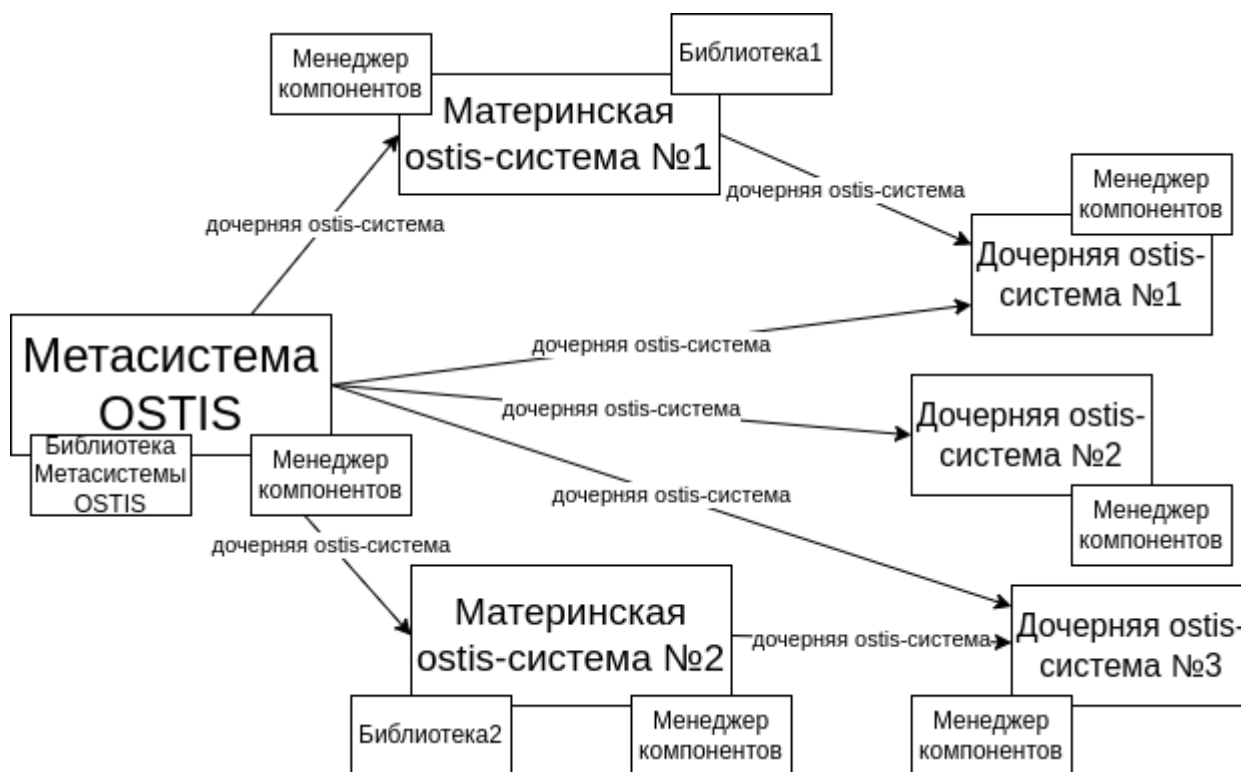 Менеджер
компонентов
Библиотека1
Материнская
ostis-система №1
дочерняя ostis-система
Менеджер
компонентов
дочерняя ostis-система
Дочерняя ostis-
система №1
дочерняя ostis-система
Метасистема
OSTIS
Библиотека
Метасистемы
OSTIS
Менеджер
компонентов
дочерняя ostis-система
Дочерняя ostis-
система №2
Менеджер
компонентов
дочерняя ostis-система
дочерняя ostis-система
Материнская
ostis-система №2
дочерняя ostis-система
Дочерняя ostis-
система №3
Библиотека2
Менеджер
компонентов
Менеджер
компонентов